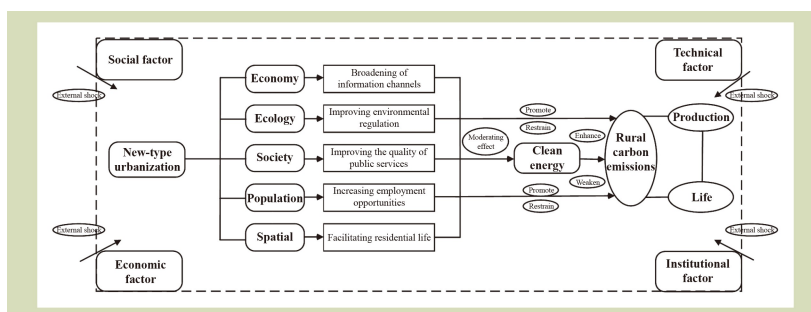 Social factor
Technical
factor
External shock
External shock
Economy
Broadening of
information channels
Ecology
Improving environmental
regulation
Promote
Restrain
Production
New-type
urbanization
Society
Improving the quality of
public services
Moderating
effect
Clean
energy
Enhance
Weaken
Rural
carbon
emissions
Population
Increasing employment
opportunities
Promote
Restrain
Life
Spatial
Facilitating residential life
External shock
External shock
Economic
factor
Institutional
factor